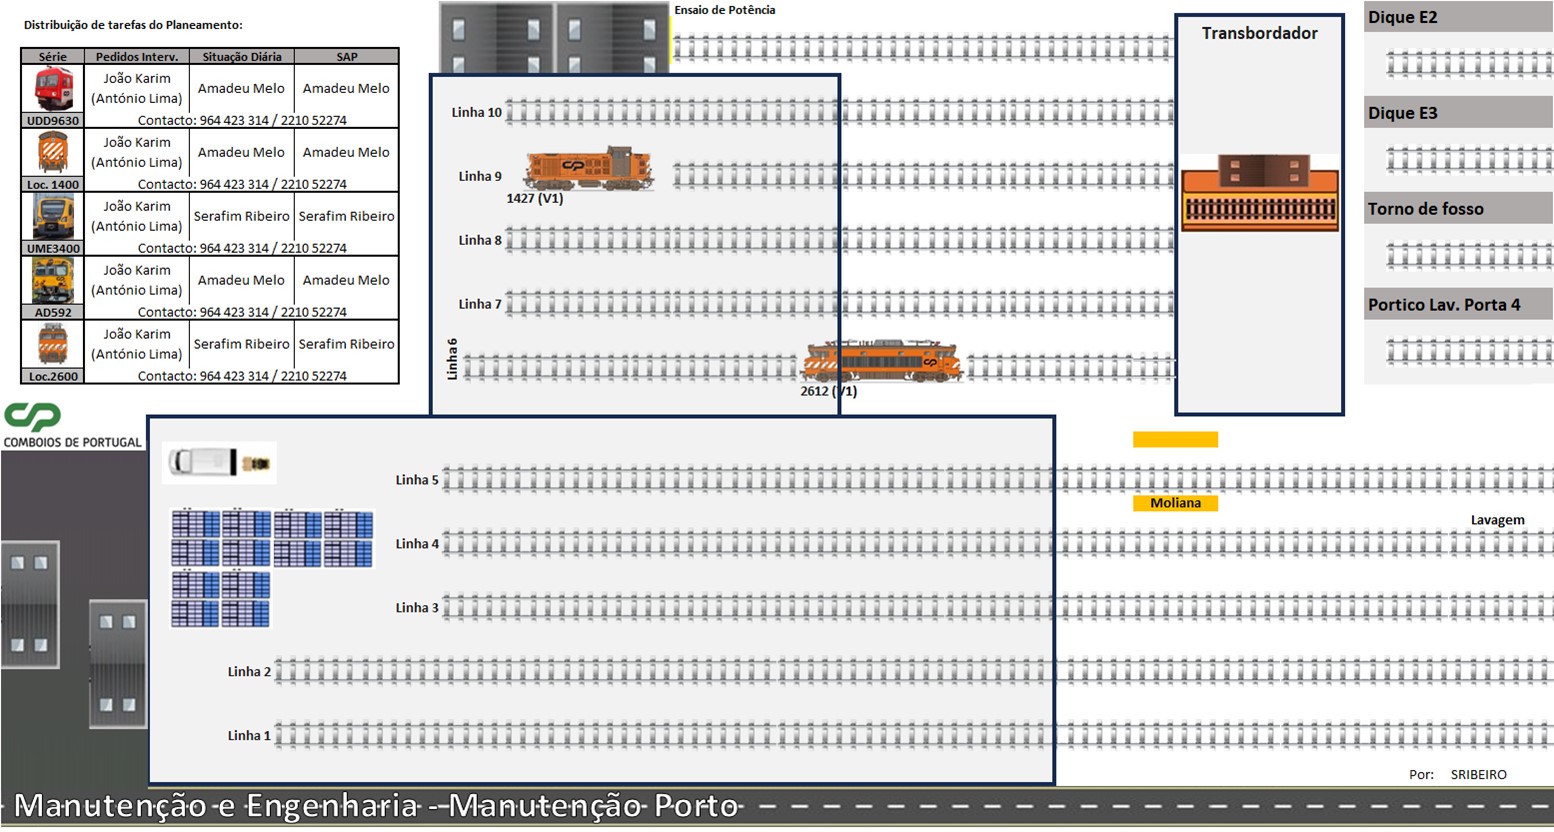 Distribuição de tarefas do Planeamento:
Série Pedidos Interv. Situação Diária SAP
João Karim
(António Lima) Amadeu Melo Amadeu Melo
UDD9630 Contacto: 964 423 314 / 2210 52274
João Karim
(António Lima) Amadeu Melo Amadeu Melo
Loc. 1400 Contacto: 964 423 314 / 2210 52274
João Karim
(António Lima) Serafim Ribeiro Serafim Ribeiro
UME3400 Contacto: 964 423 314 / 2210 52274
João Karim
(António Lima) Amadeu Melo Amadeu Melo
AD592 Contacto: 964 423 314 / 2210 52274
João Karim
(António Lima) Serafim Ribeiro Serafim Ribeiro
Loc.2600 Contacto: 964 423 314 / 2210 52274
CP
COMBOIOS DE PORTUGAL
Ensaio de Potência
Linha 10
Linha 9
CP
1427 (V1)
Linha 8
Linha 7
Linha 6
CP
2612 (V1)
Transbordador
Dique E2
Dique E3
Torno de fosso
Portico Lav. Porta 4
Linha 5
Moliana
Lavagem
Linha 4
Linha 3
Linha 2
Linha 1
Por: SRIBEIRO
Manutenção e Engenharia - Manutenção Porto